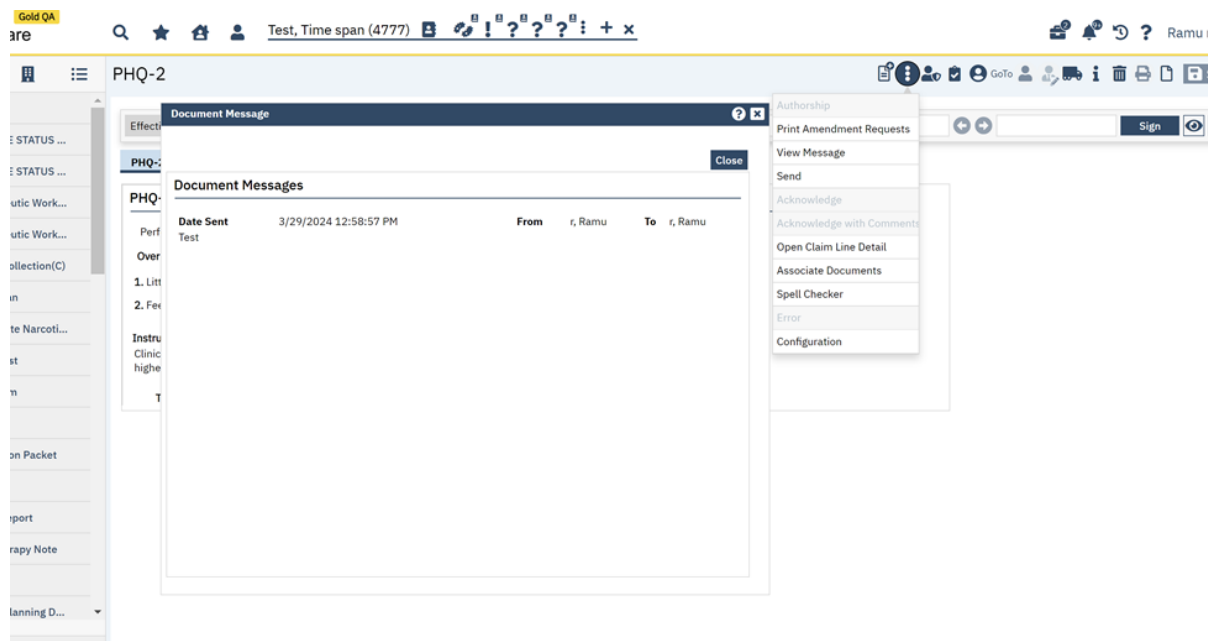 Gold QA
are
Test, Time span (4777)
! ? ? ? + x
2
9+
?
Ramu
PHQ-2
GoTo
Effecti
Sign
Document Message
Close
Document Messages
Date Sent 3/29/2024 12:58:57 PM From r, Ramu To r, Ramu
Test
Authorship
Print Amendment Requests
View Message
Send
Acknowledge
Acknowledge with Comments
Open Claim Line Detail
Associate Documents
Spell Checker
Error
Configuration
PHQ-2
PHQ-
Perf
Over
1. Litt
2. Fee
Instru
Clinic
highe
T
E STATUS ...
E STATUS ...
utic Work...
utic Work...
ollection(C)
an
te Narcoti...
st
m
on Packet
eport
rapy Note
lanning D...